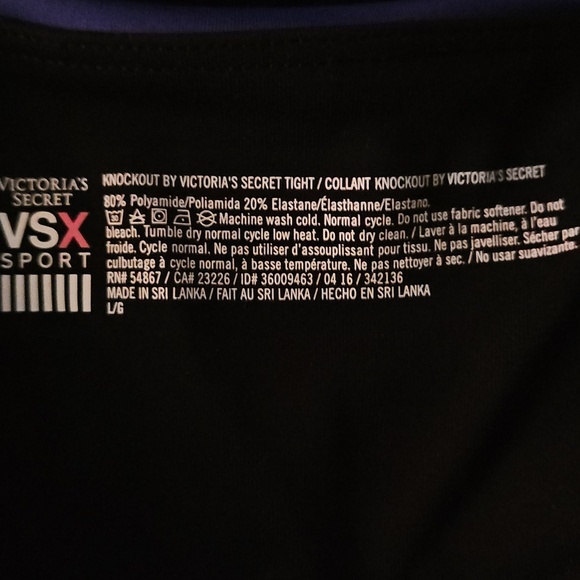 VICTORIA'S
SECRET
VSX
SPORT
KNOCKOUT BY VICTORIA'S SECRET TIGHT / COLLANT KNOCKOUT BY VICTORIA'S SECRET
80% Polyamide/Poliamida 20% Elastane/Élasthanne/Elastano.
Machine wash cold. Normal cycle. Do not use fabric softener. Do not
bleach. Tumble dry normal cycle low heat. Do not dry clean. / Laver à la machine, à l'eau
froide. Cycle normal. Ne pas utiliser d'assouplissant pour tissu. Ne pas javelliser. Sécher par
culbutage à cycle normal, à basse température. Ne pas nettoyer à sec. / No usar suavizante.
RN# 54867 / CA# 23226 / ID# 36009463 / 04 16 / 342136
MADE IN SRI LANKA / FAIT AU SRI LANKA / HECHO EN SRI LANKA
L/G